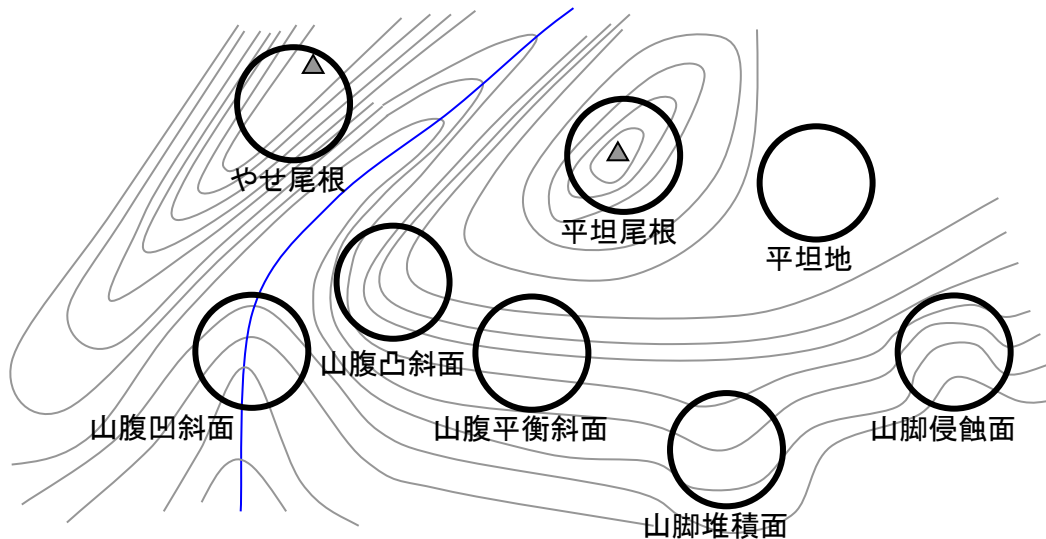 やせ尾根
平坦尾根
平坦地
山腹凸斜面
山腹凹斜面
山腹平衡斜面
山脚侵蝕面
山脚堆積面